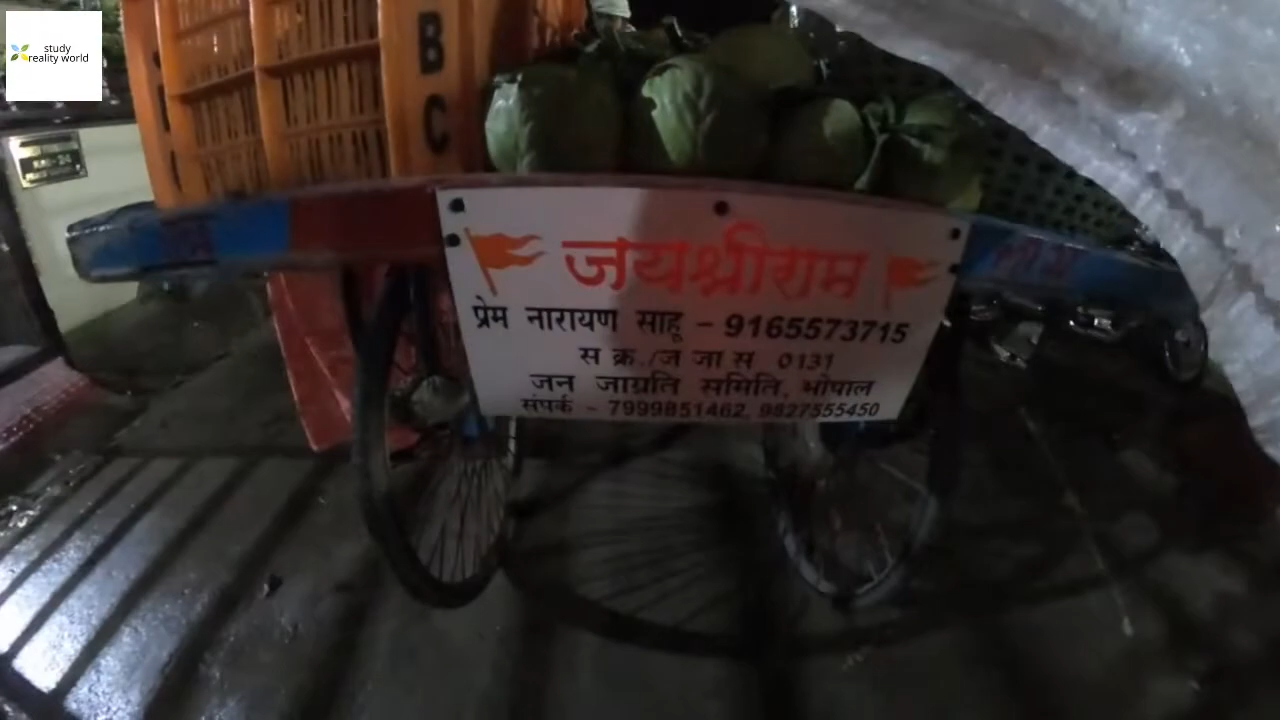 study
reality world
B
C
जयश्रीराम
प्रेम नारायण साहू - 9165573715
स क्र./ज जा स 0131
जन जाग्रति समिति, भोपाल
संपर्क - 7999851462, 9827555450